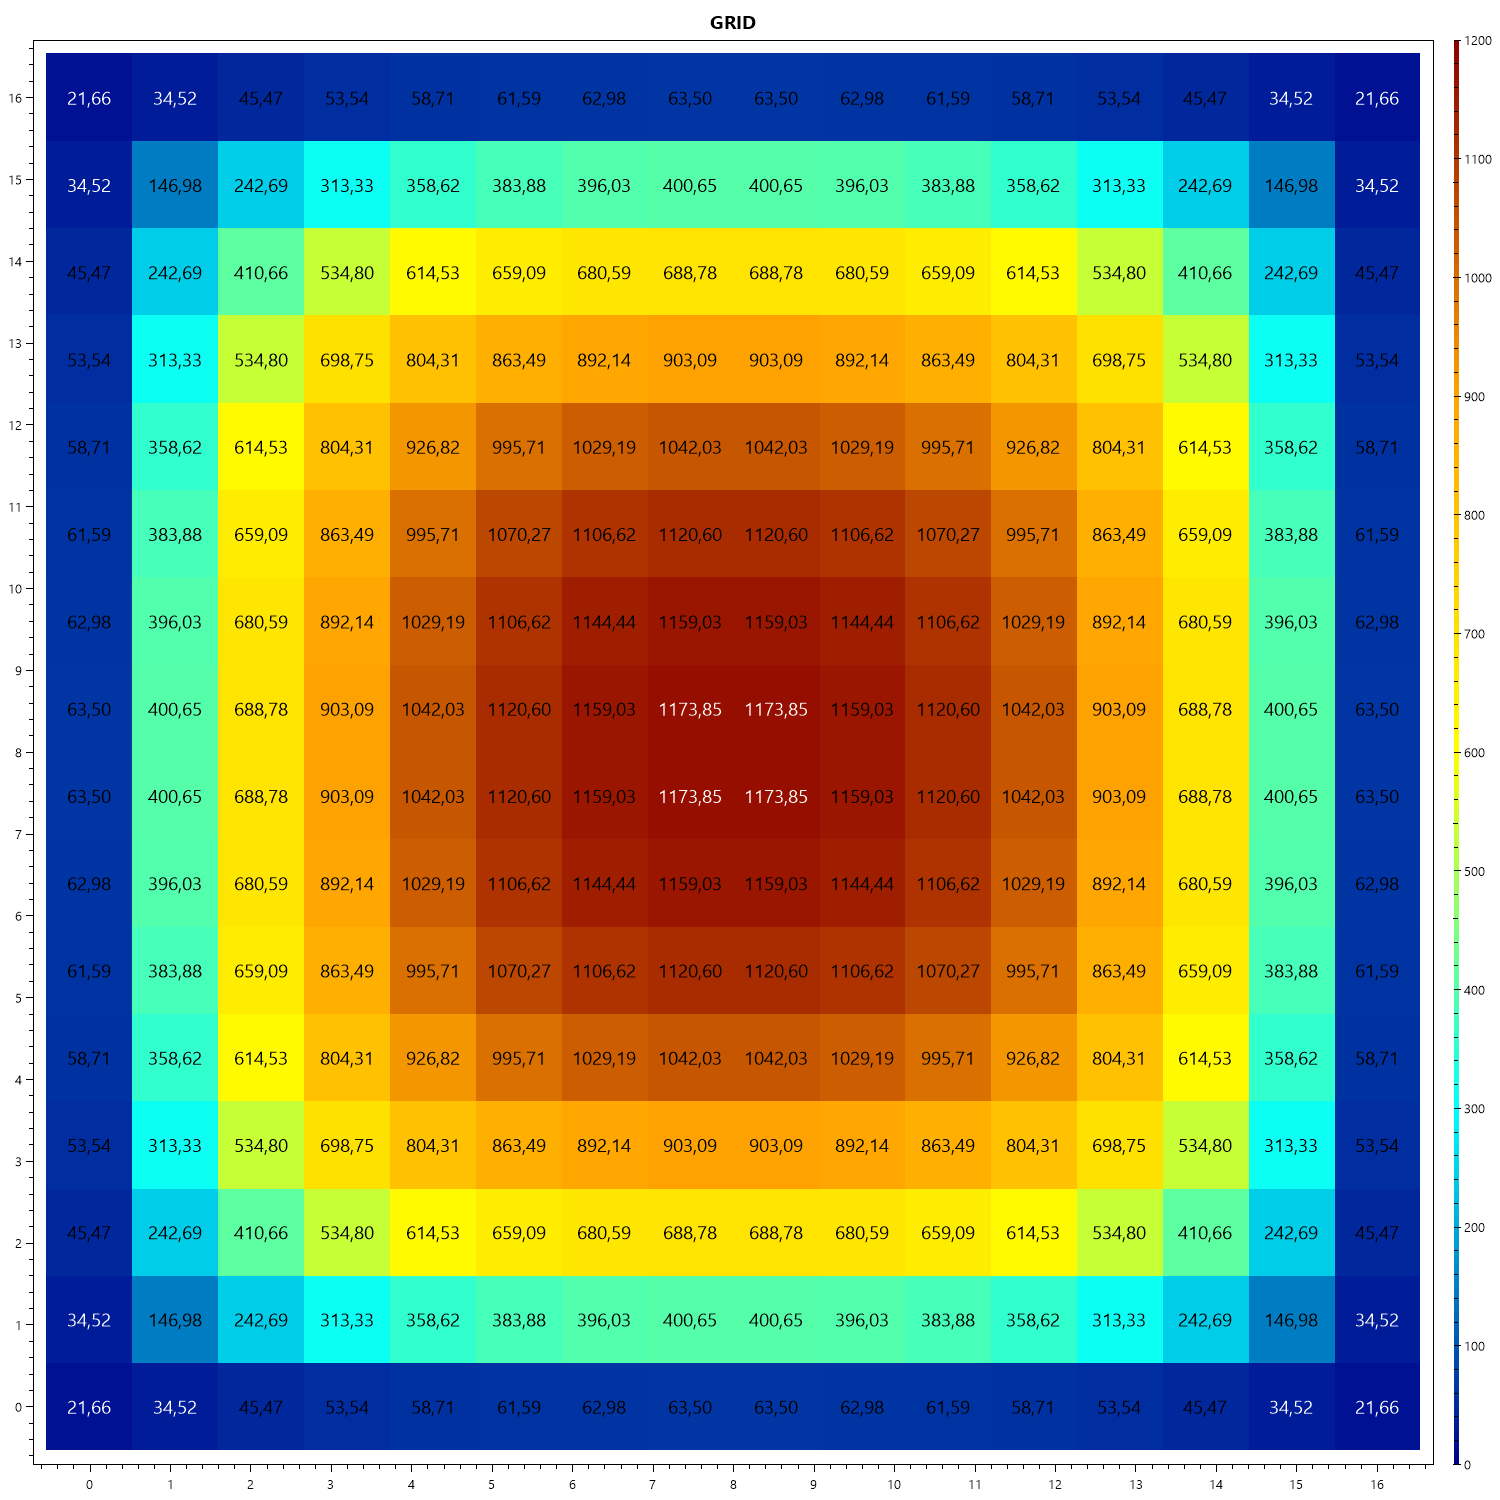 GRID
21,66 34,52 45,47 53,54 58,71 61,59 62,98 63,50 63,50 62,98 61,59 58,71 53,54 45,47 34,52 21,66
34,52 146,98 242,69 313,33 358,62 383,88 396,03 400,65 400,65 396,03 383,88 358,62 313,33 242,69 146,98 34,52
45,47 242,69 410,66 534,80 614,53 659,09 680,59 688,78 688,78 680,59 659,09 614,53 534,80 410,66 242,69 45,47
53,54 313,33 534,80 698,75 804,31 863,49 892,14 903,09 903,09 892,14 863,49 804,31 698,75 534,80 313,33 53,54
58,71 358,62 614,53 804,31 926,82 995,71 1029,19 1042,03 1042,03 1029,19 995,71 926,82 804,31 614,53 358,62 58,71
61,59 383,88 659,09 863,49 995,71 1070,27 1106,62 1120,60 1120,60 1106,62 1070,27 995,71 863,49 659,09 383,88 61,59
62,98 396,03 680,59 892,14 1029,19 1106,62 1144,44 1159,03 1159,03 1144,44 1106,62 1029,19 892,14 680,59 396,03 62,98
63,50 400,65 688,78 903,09 1042,03 1120,60 1159,03 1173,85 1173,85 1159,03 1120,60 1042,03 903,09 688,78 400,65 63,50
63,50 400,65 688,78 903,09 1042,03 1120,60 1159,03 1173,85 1173,85 1159,03 1120,60 1042,03 903,09 688,78 400,65 63,50
62,98 396,03 680,59 892,14 1029,19 1106,62 1144,44 1159,03 1159,03 1144,44 1106,62 1029,19 892,14 680,59 396,03 62,98
61,59 383,88 659,09 863,49 995,71 1070,27 1106,62 1120,60 1120,60 1106,62 1070,27 995,71 863,49 659,09 383,88 61,59
58,71 358,62 614,53 804,31 926,82 995,71 1029,19 1042,03 1042,03 1029,19 995,71 926,82 804,31 614,53 358,62 58,71
53,54 313,33 534,80 698,75 804,31 863,49 892,14 903,09 903,09 892,14 863,49 804,31 698,75 534,80 313,33 53,54
45,47 242,69 410,66 534,80 614,53 659,09 680,59 688,78 688,78 680,59 659,09 614,53 534,80 410,66 242,69 45,47
34,52 146,98 242,69 313,33 358,62 383,88 396,03 400,65 400,65 396,03 383,88 358,62 313,33 242,69 146,98 34,52
21,66 34,52 45,47 53,54 58,71 61,59 62,98 63,50 63,50 62,98 61,59 58,71 53,54 45,47 34,52 21,66
16
15
14
13
12
11
10
9
8
7
6
5
4
3
2
1
0
0 1 2 3 4 5 6 7 8 9 10 11 12 13 14 15 16
1200
1100
1000
900
800
700
600
500
400
300
200
100
0